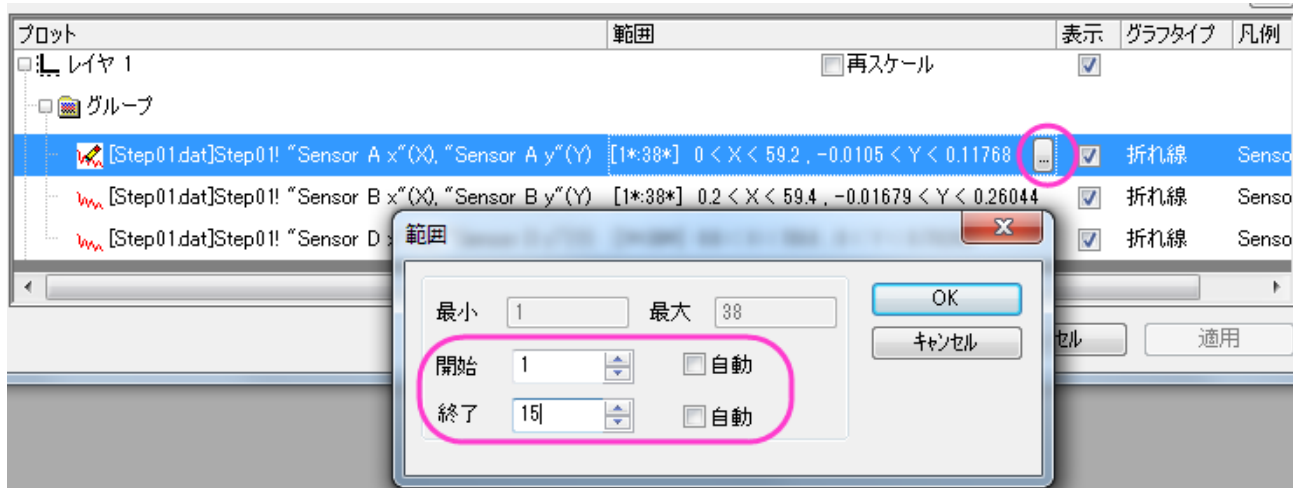 プロット 範囲 表示 グラフタイプ 凡例
レイヤ 1 再スケール
グループ
[Step01.dat]Step01! "Sensor A x"(X), "Sensor A y"(Y) [1*:38*] 0 < X < 59.2 , -0.0105 < Y < 0.11768 ... 折れ線 Senso
[Step01.dat]Step01! "Sensor B x"(X), "Sensor B y"(Y) [1*:38*] 0.2 < X < 59.4 , -0.01679 < Y < 0.26044 折れ線 Senso
[Step01.dat]Step01! "Sensor D 折れ線 Senso
範囲
最小 1 最大 38 OK
キャンセル
開始 1 自動
終了 15 自動
セル 適用